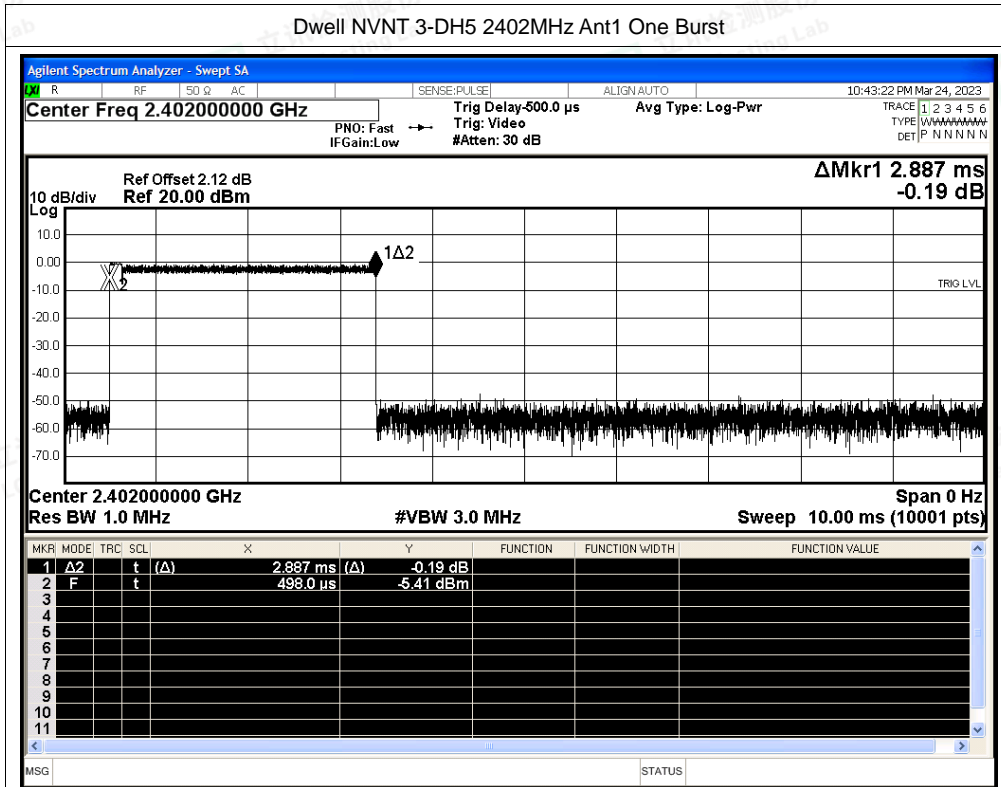 Dwell NVNT 3-DH5 2402MHz Ant1 One Burst
Agilent Spectrum Analyzer - Swept SA
LXI R RF 50 Ω AC SENSE:PULSE ALIGN AUTO 10:43:22 PM Mar 24, 2023
Center Freq 2.402000000 GHz
PNO: Fast
IFGain:Low
Trig Delay-500.0 µs
Trig: Video
#Atten: 30 dB
Avg Type: Log-Pwr
TRACE 1 2 3 4 5 6
TYPE WWWWWWW
DET P N N N N N
ΔMkr1 2.887 ms
-0.19 dB
Ref Offset 2.12 dB
10 dB/div Ref 20.00 dBm
Log
10.0
0.00
-10.0
-20.0
-30.0
-40.0
-50.0
-60.0
-70.0
1Δ2
2
TRIG LVL
Center 2.402000000 GHz Span 0 Hz
Res BW 1.0 MHz #VBW 3.0 MHz Sweep 10.00 ms (10001 pts)
MKR MODE TRC SCL X Y FUNCTION FUNCTION WIDTH FUNCTION VALUE
1 Δ2 t (Δ) 2.887 ms (Δ) -0.19 dB
2 F t 498.0 µs -5.41 dBm
3
4
5
6
7
8
9
10
11
MSG STATUS